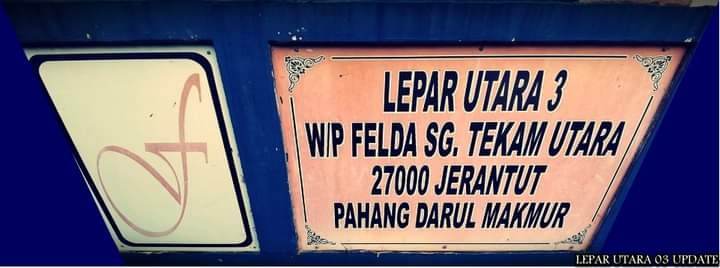 LEPAR UTARA 3
W/P FELDA SG. TEKAM UTARA
27000 JERANTUT
PAHANG DARUL MAKMUR
LEPAR UTARA 03 UPDATE